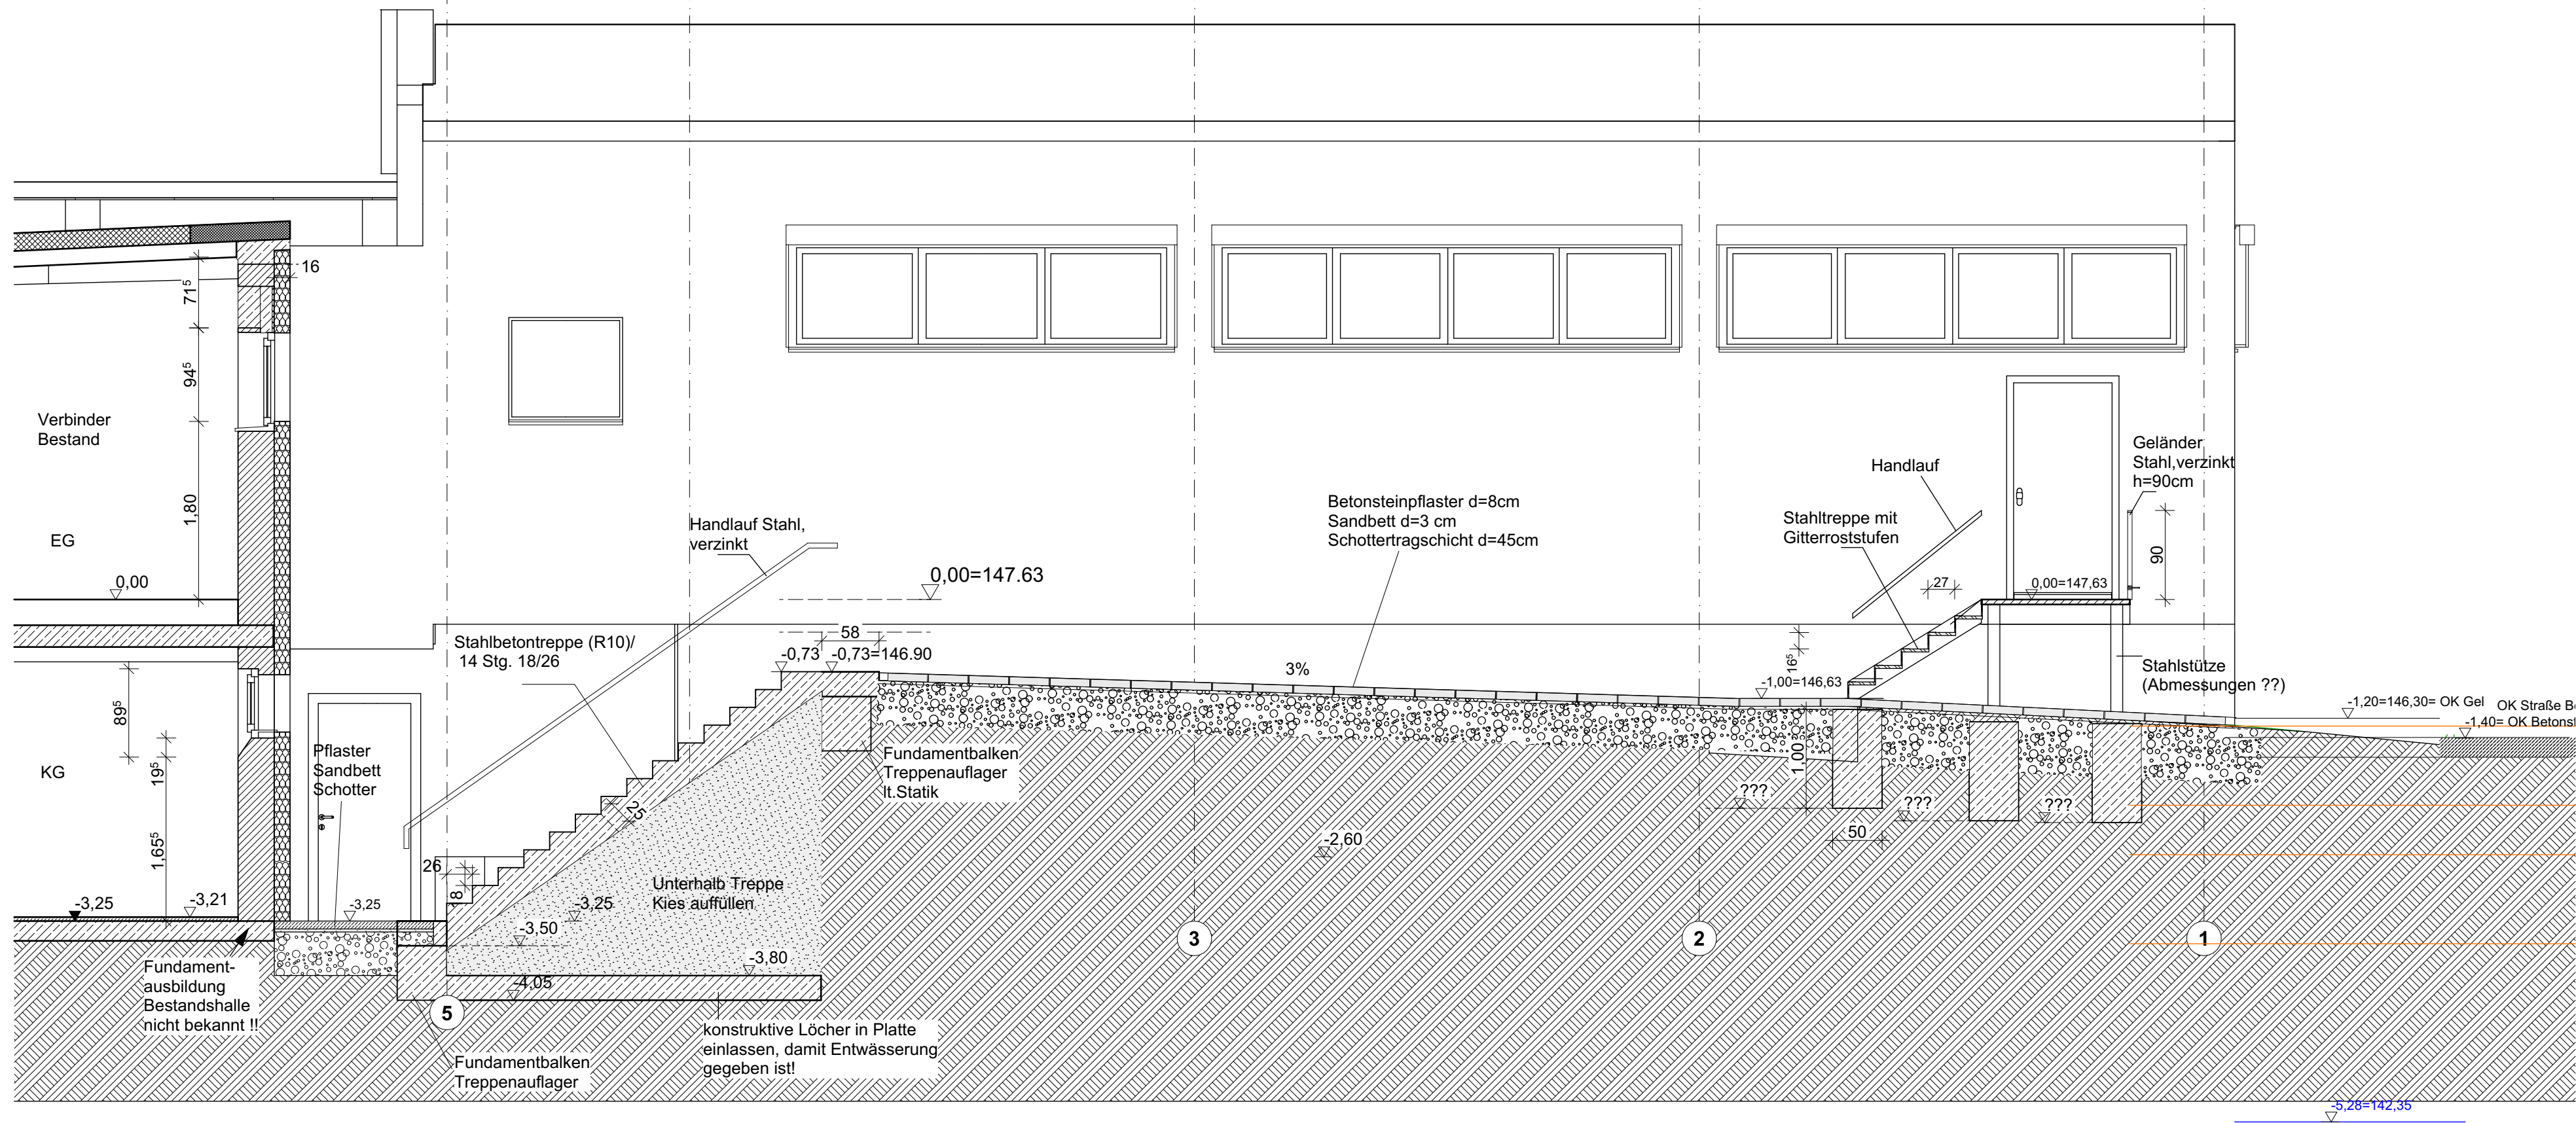 16
71⁵
94⁵
Verbinder
Bestand
1,80
EG
0,00
89⁵
KG
19⁵
1,65⁵
-3,25
-3,21
Pflaster
Sandbett
Schotter
-3,25
Fundament-
ausbildung
Bestandshalle
nicht bekannt !!
Handlauf Stahl,
verzinkt
Stahlbetontreppe (R10)/
14 Stg. 18/26
0,00=147.63
58
-0,73
-0,73=146.90
25
26
18
Fundamentbalken
Treppenauflager
lt.Statik
Unterhalb Treppe
Kies auffüllen
-3,25
-3,50
-3,80
-4,05
5
Fundamentbalken
Treppenauflager
konstruktive Löcher in Platte
einlassen, damit Entwässerung
gegeben ist!
Betonsteinpflaster d=8cm
Sandbett d=3 cm
Schottertragschicht d=45cm
3%
-2,60
3
2
1
Handlauf
Stahltreppe mit
Gitterroststufen
27
0,00=147,63
Geländer
Stahl,verzinkt
h=90cm
90
16⁵
-1,00=146,63
Stahlstütze
(Abmessungen ??)
1,00
???
???
???
50
-1,20=146,30= OK Gel
OK Straße
-1,40= OK
-5,28=142,35